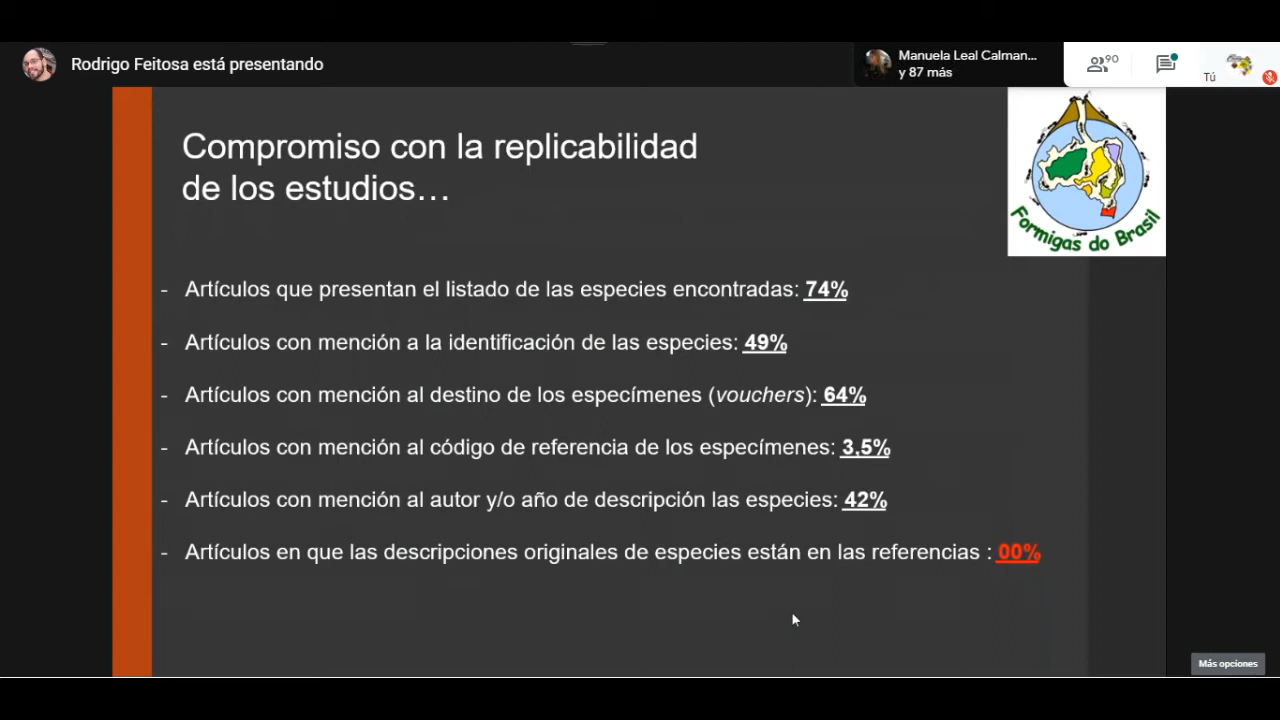 Rodrigo Feitosa está presentando
Manuela Leal Calman...
y 87 más
90
Tú
Compromiso con la replicabilidad
de los estudios…
Formigas do Brasil
- Artículos que presentan el listado de las especies encontradas: 74%
- Artículos con mención a la identificación de las especies: 49%
- Artículos con mención al destino de los especímenes (vouchers): 64%
- Artículos con mención al código de referencia de los especímenes: 3,5%
- Artículos con mención al autor y/o año de descripción las especies: 42%
- Artículos en que las descripciones originales de especies están en las referencias : 00%
Más opciones